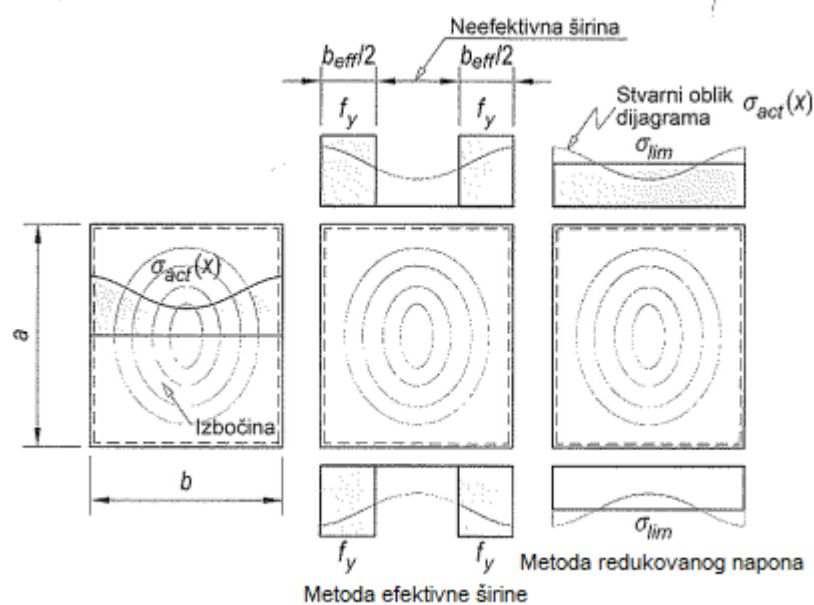 Neefektivna širina
b_eff/2
b_eff/2
f_y
f_y
Stvarni oblik
dijagrama
σ_act(x)
σ_lim
σ_act(x)
a
Izbočina
b
f_y
f_y
σ_lim
Metoda efektivne širine
Metoda redukovanog napona